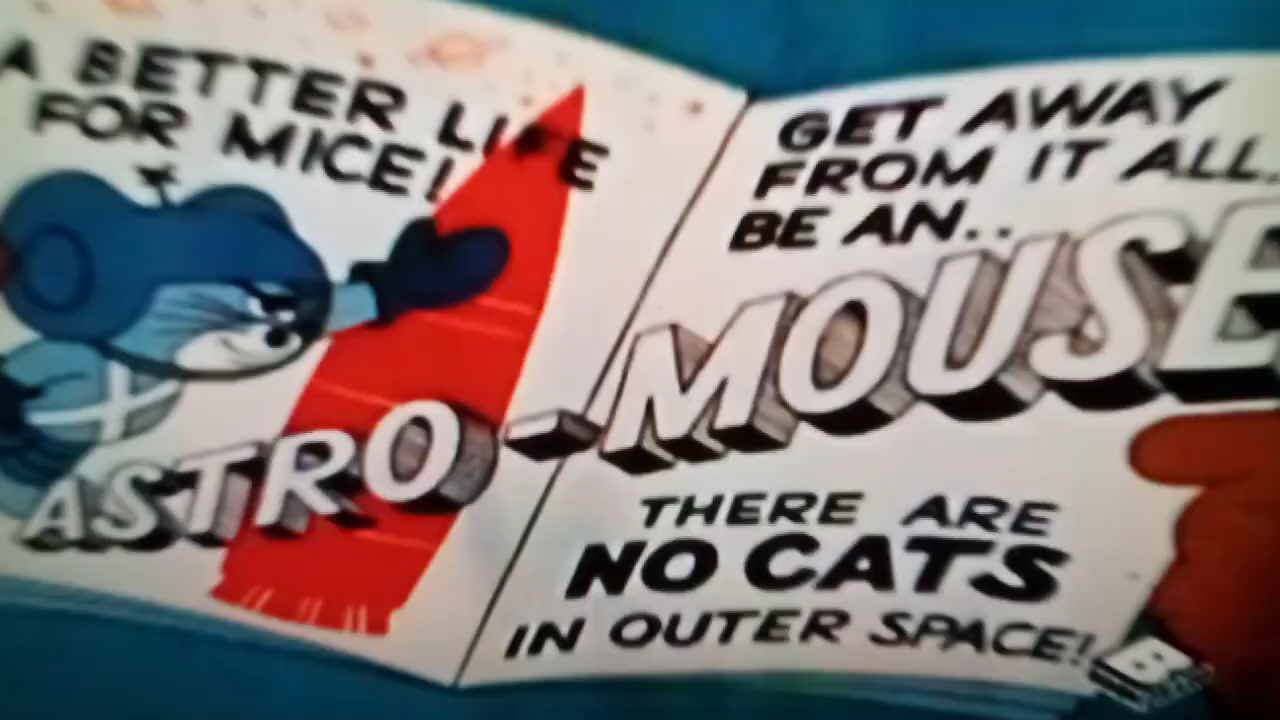 A BETTER LIFE
FOR MICE!
ASTRO-MOUSE
GET AWAY
FROM IT ALL.
BE AN..
THERE ARE
NO CATS
IN OUTER SPACE!
B